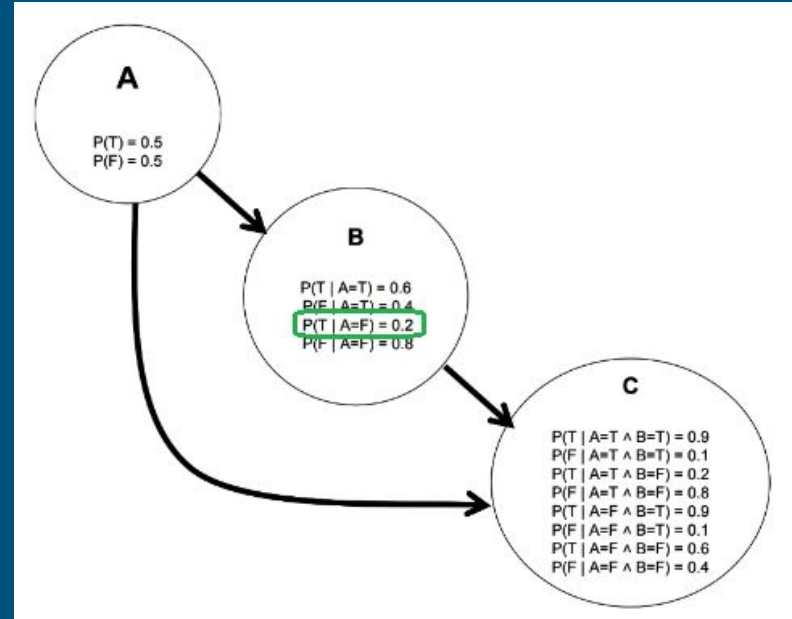 A
P(T) = 0.5
P(F) = 0.5
B
P(T | A=T) = 0.6
P(F | A=T) = 0.4
P(T | A=F) = 0.2
P(F | A=F) = 0.8
C
P(T | A=T ∧ B=T) = 0.9
P(F | A=T ∧ B=T) = 0.1
P(T | A=T ∧ B=F) = 0.2
P(F | A=T ∧ B=F) = 0.8
P(T | A=F ∧ B=T) = 0.9
P(F | A=F ∧ B=T) = 0.1
P(T | A=F ∧ B=F) = 0.6
P(F | A=F ∧ B=F) = 0.4